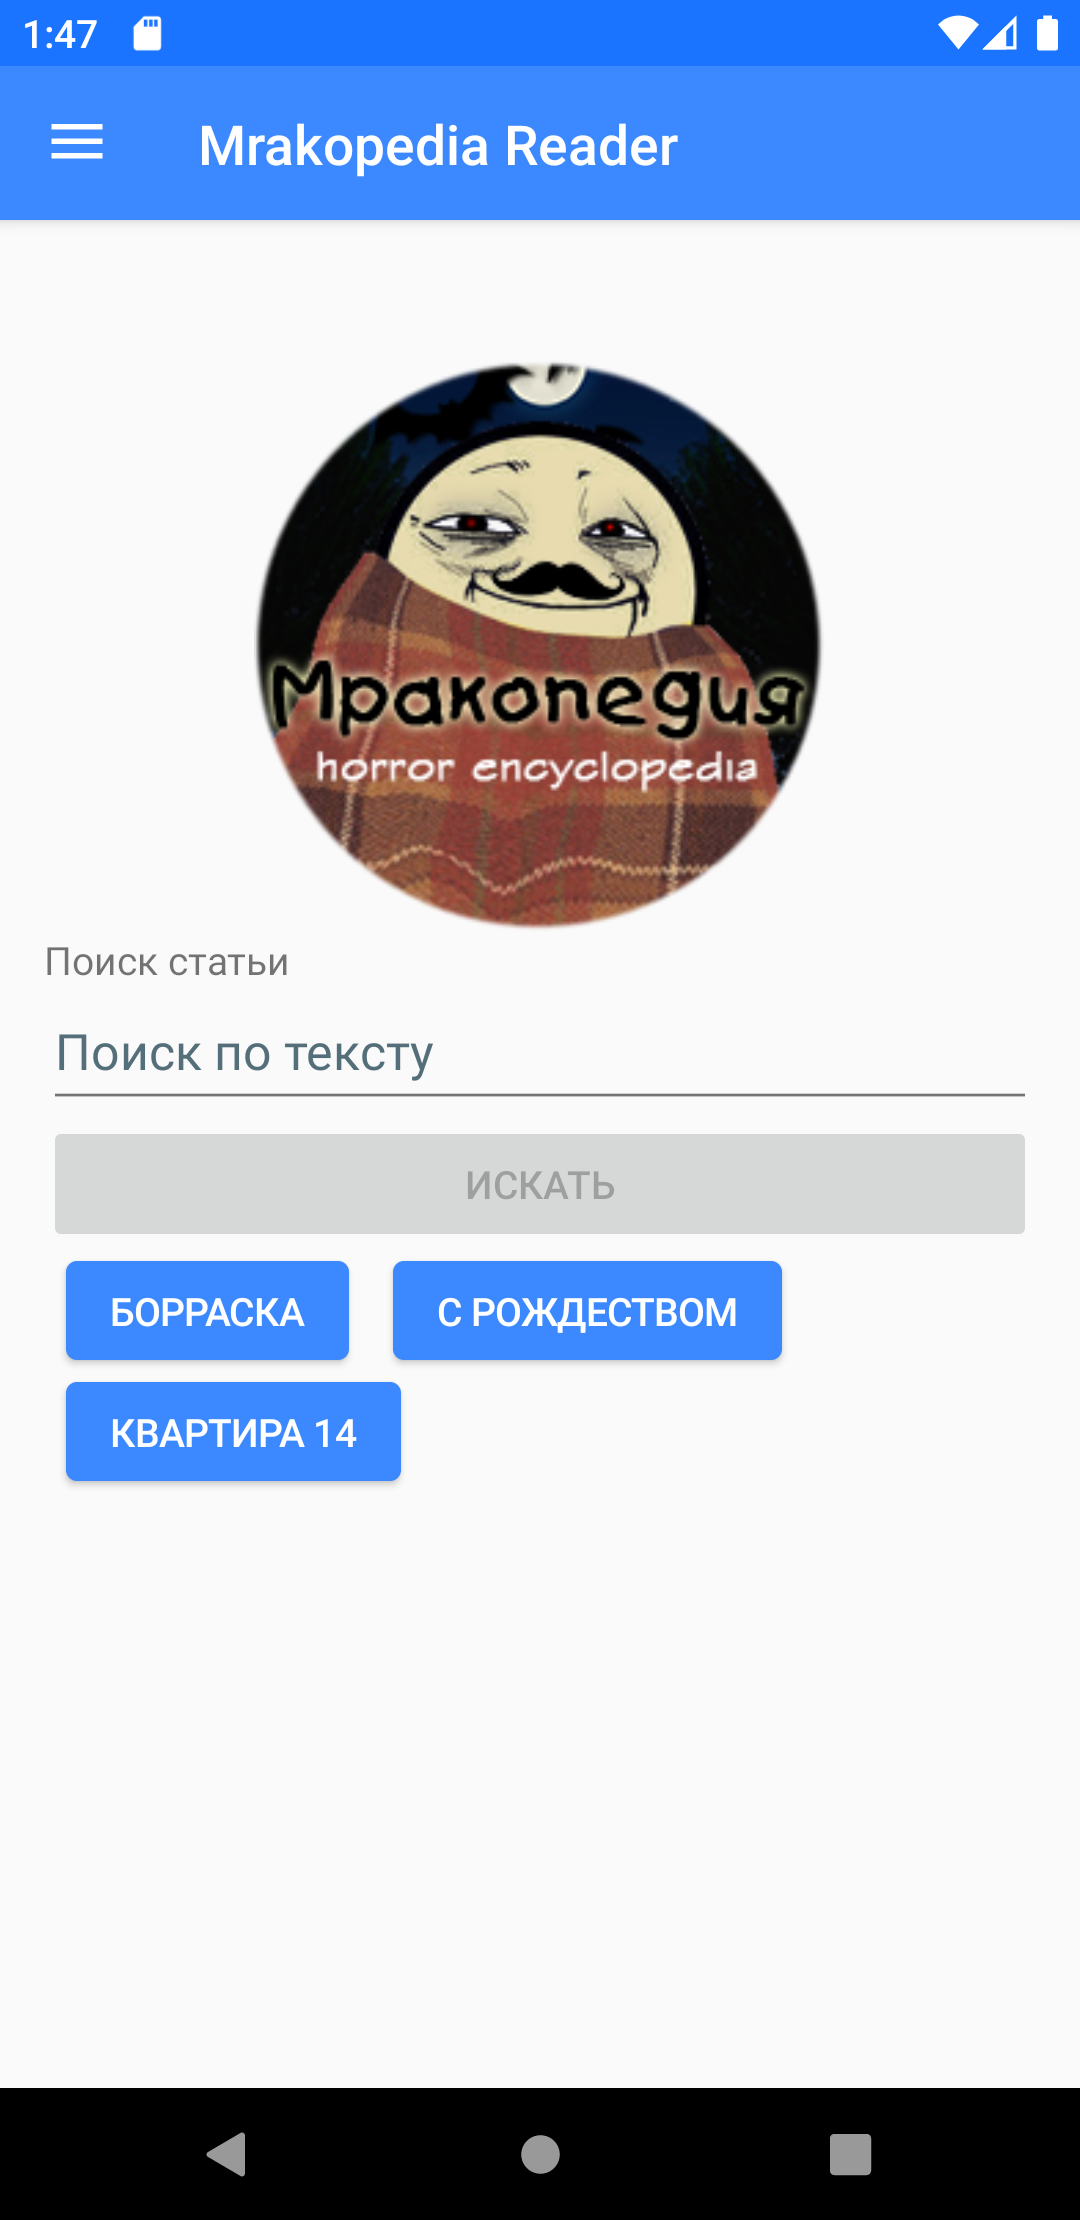 1:47
Mrakopedia Reader
Мракопедия
horror encyclopedia
Поиск статьи
Поиск по тексту
ИСКАТЬ
БОРРАСКА
С РОЖДЕСТВОМ
КВАРТИРА 14